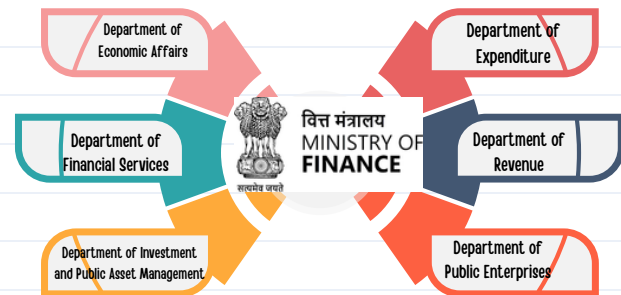 Department of
Economic Affairs
Department of
Expenditure
वित्त मंत्रालय
MINISTRY OF
FINANCE
सत्यमेव जयते
Department of
Financial Services
Department of
Revenue
Department of Investment
and Public Asset Management
Department of
Public Enterprises